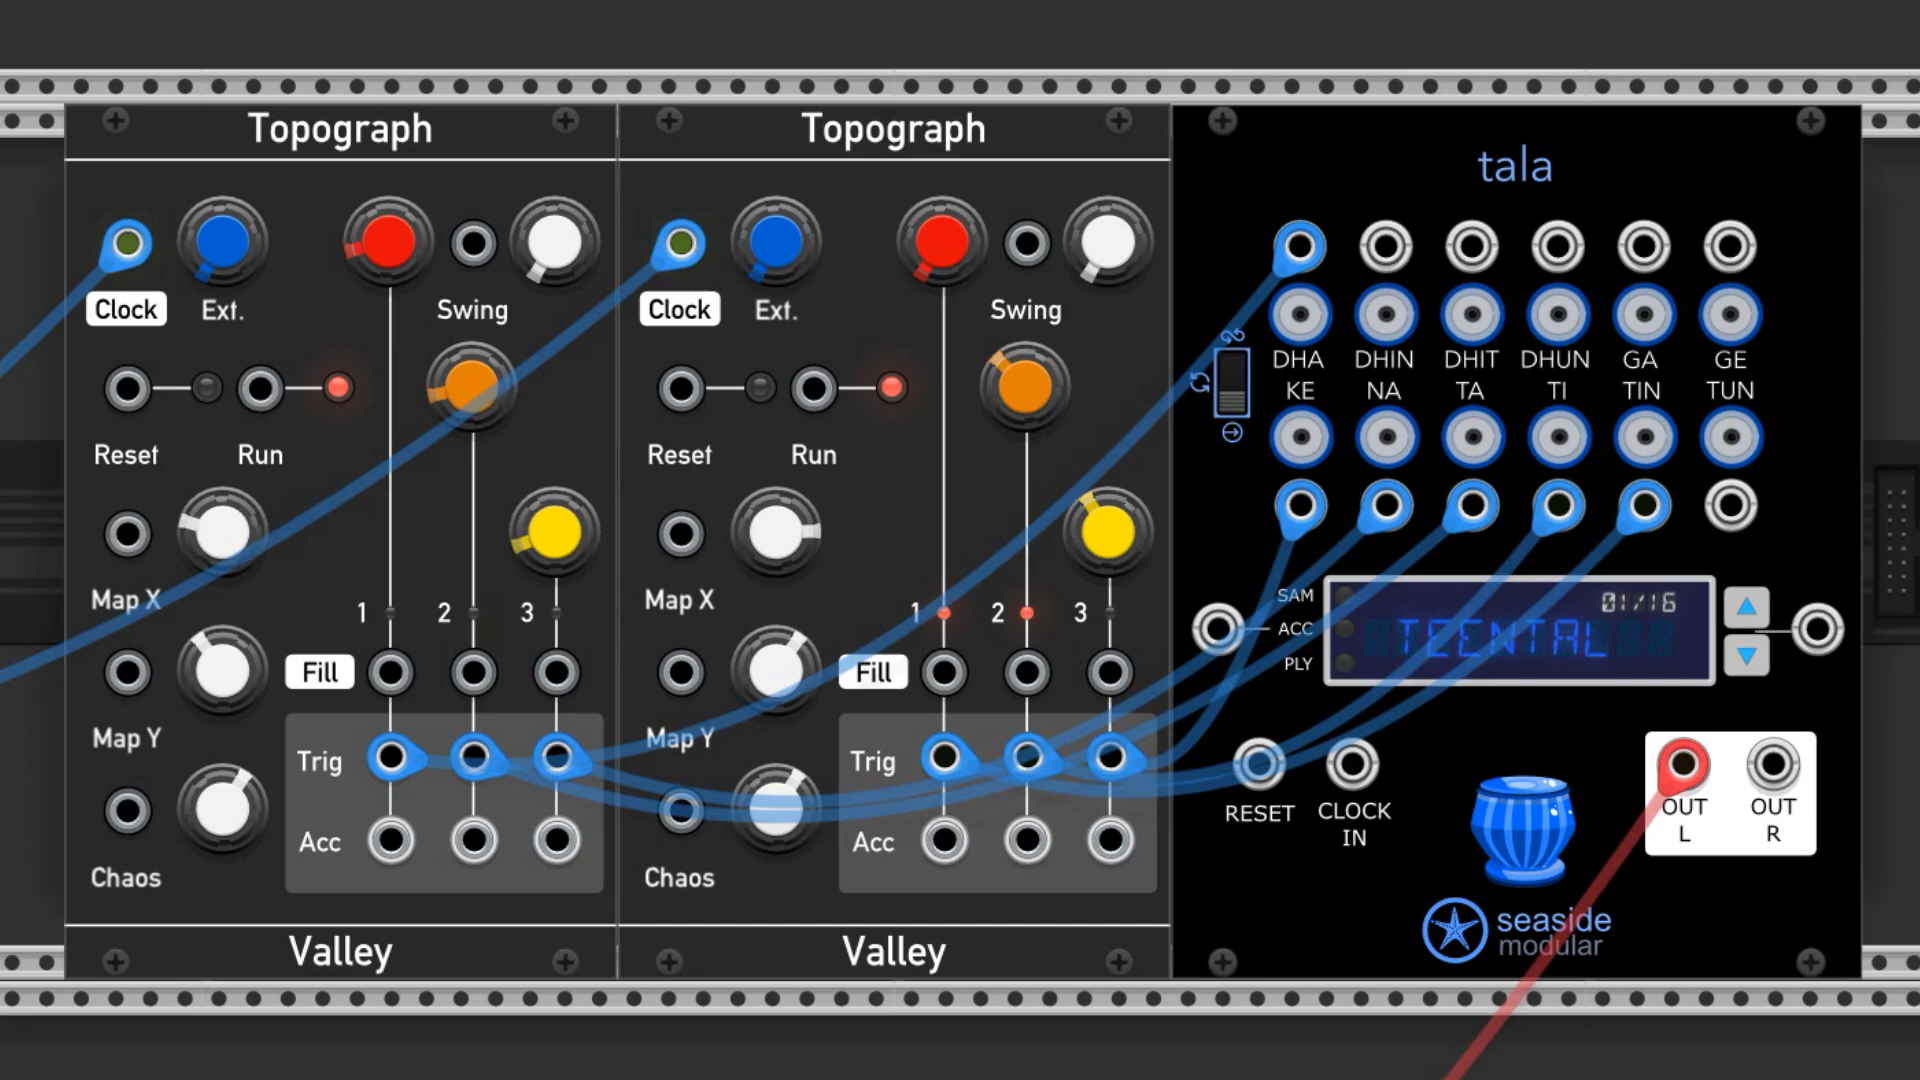 Topograph
Clock
Ext.
Swing
Reset
Run
Map X
1
2
3
Fill
Map Y
Trig
Chaos
Acc
Valley
Topograph
Clock
Ext.
Swing
Reset
Run
Map X
1
2
3
Fill
Map Y
Trig
Chaos
Acc
Valley
tala
DHA DHIN DHIT DHUN GA GE
KE NA TA TI TIN TUN
SAM
01/16
ACC
TEENTAL
PLY
RESET
CLOCK
IN
OUT
L
OUT
R
seaside
modular